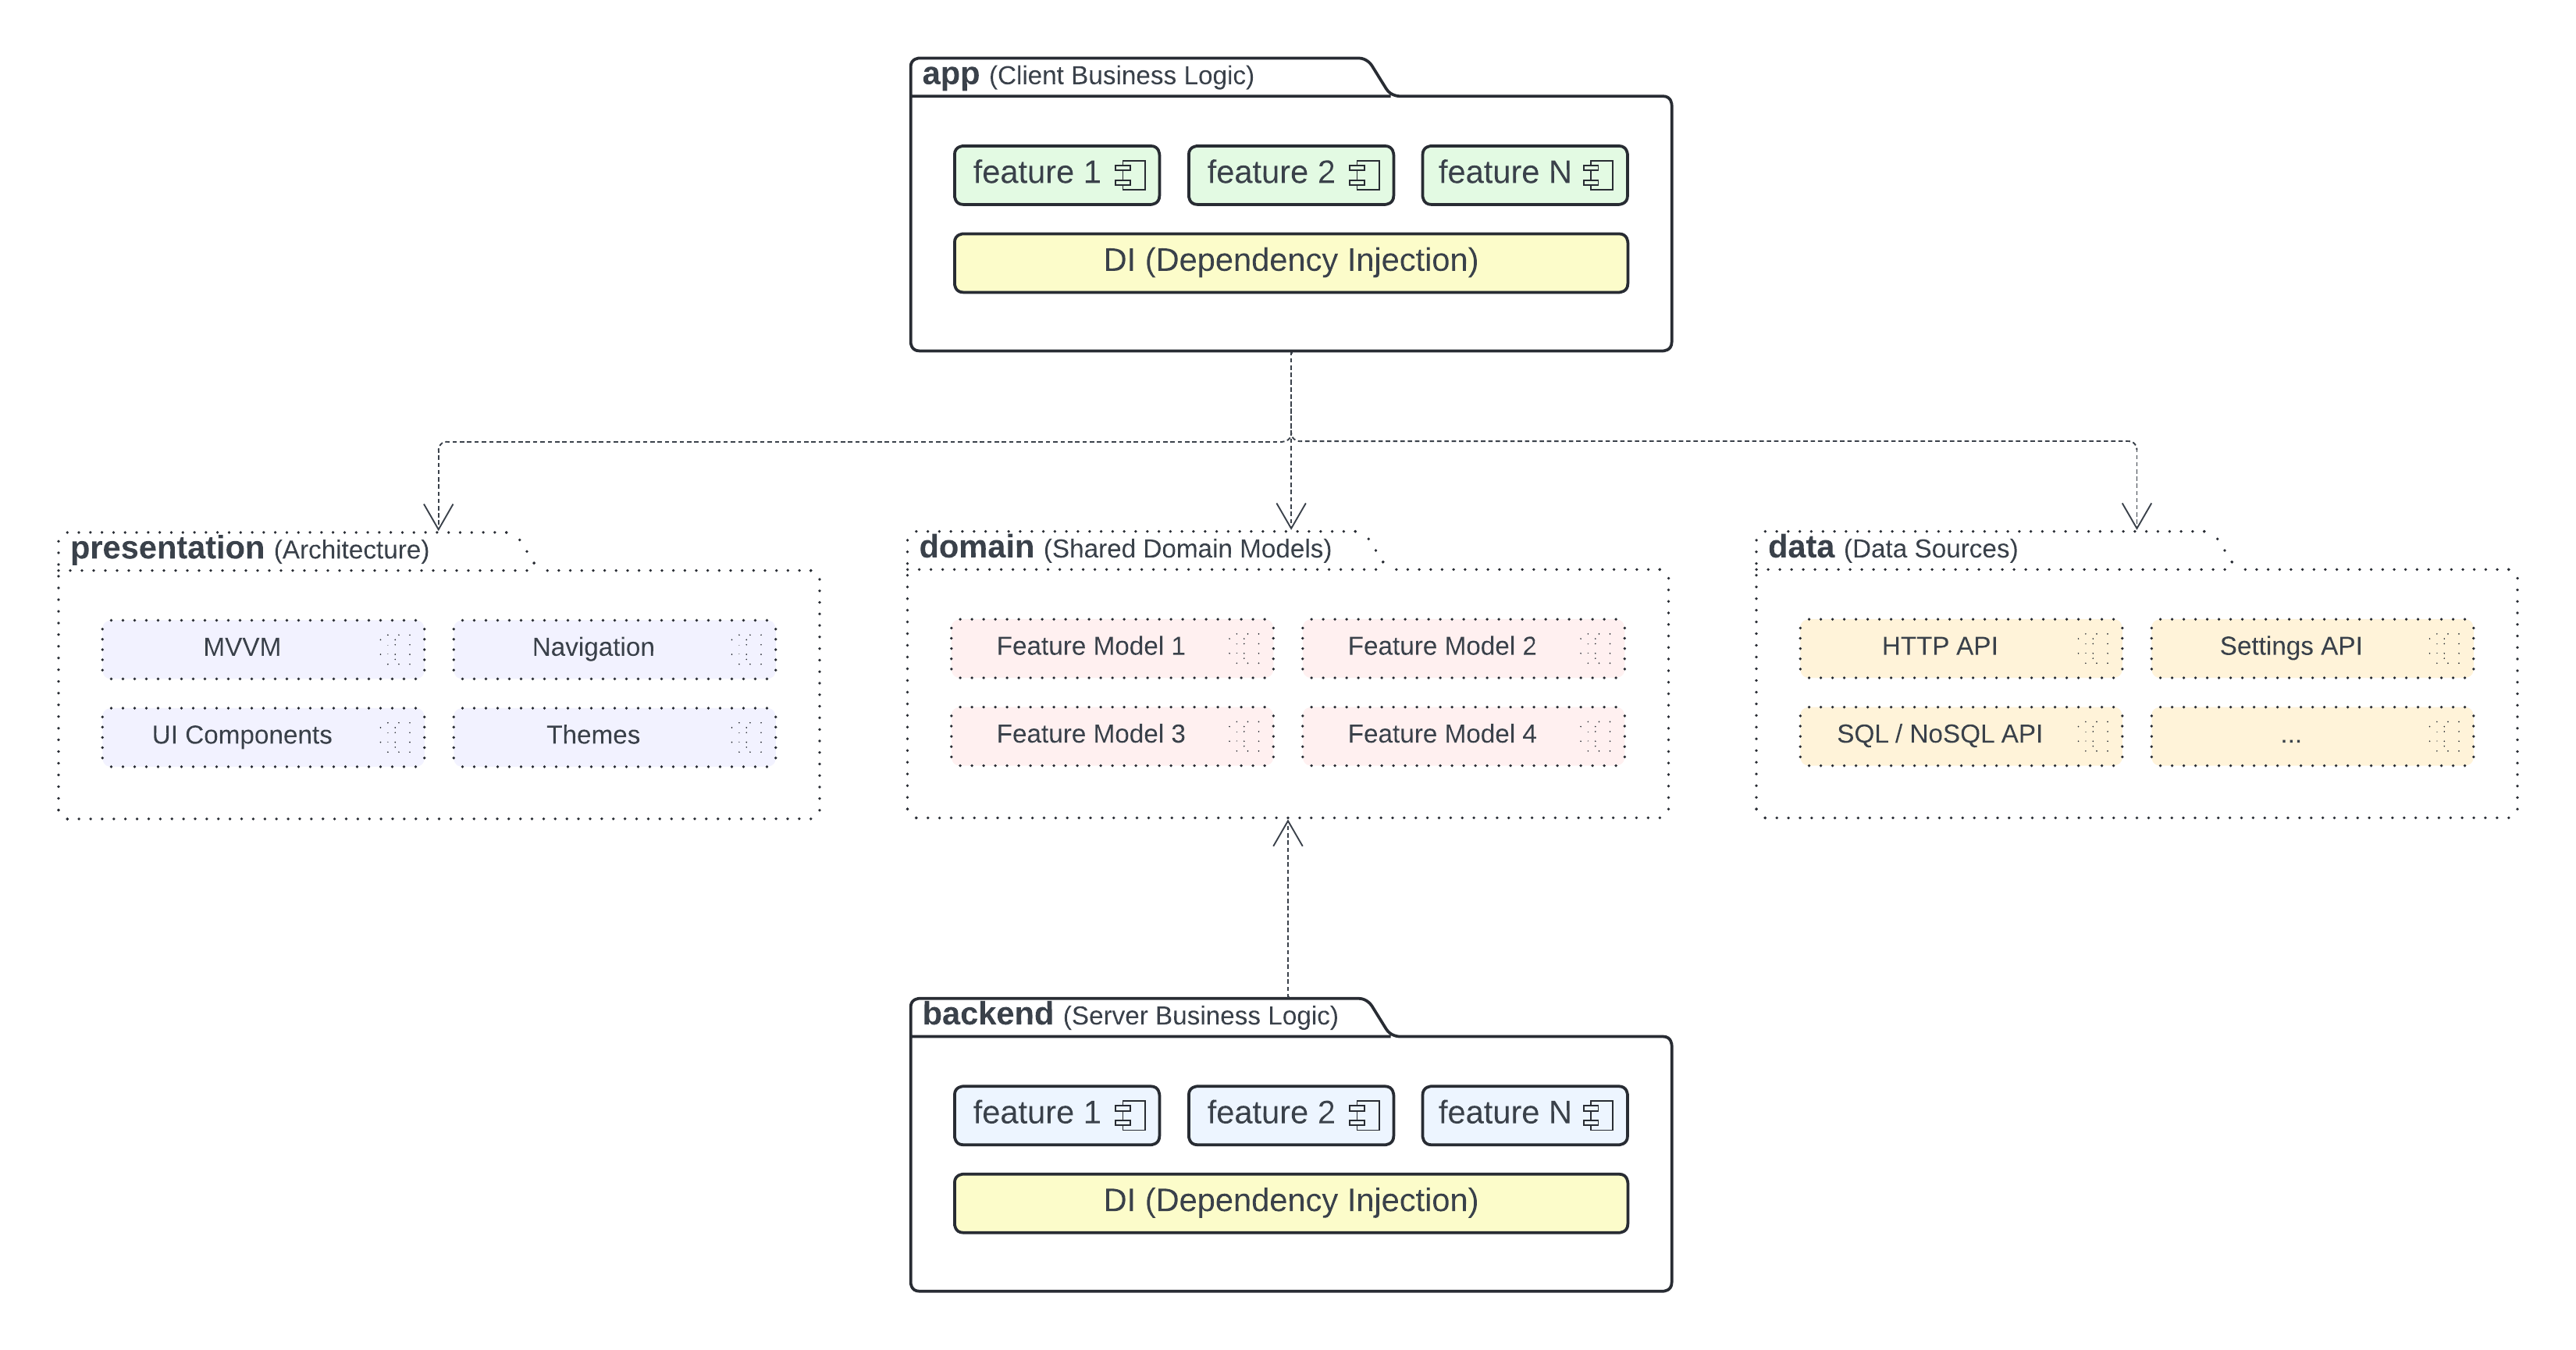 app (Client Business Logic)
feature 1
feature 2
feature N
DI (Dependency Injection)
presentation (Architecture)
MVVM
Navigation
UI Components
Themes
domain (Shared Domain Models)
Feature Model 1
Feature Model 2
Feature Model 3
Feature Model 4
data (Data Sources)
HTTP API
Settings API
SQL / NoSQL API
...
backend (Server Business Logic)
feature 1
feature 2
feature N
DI (Dependency Injection)